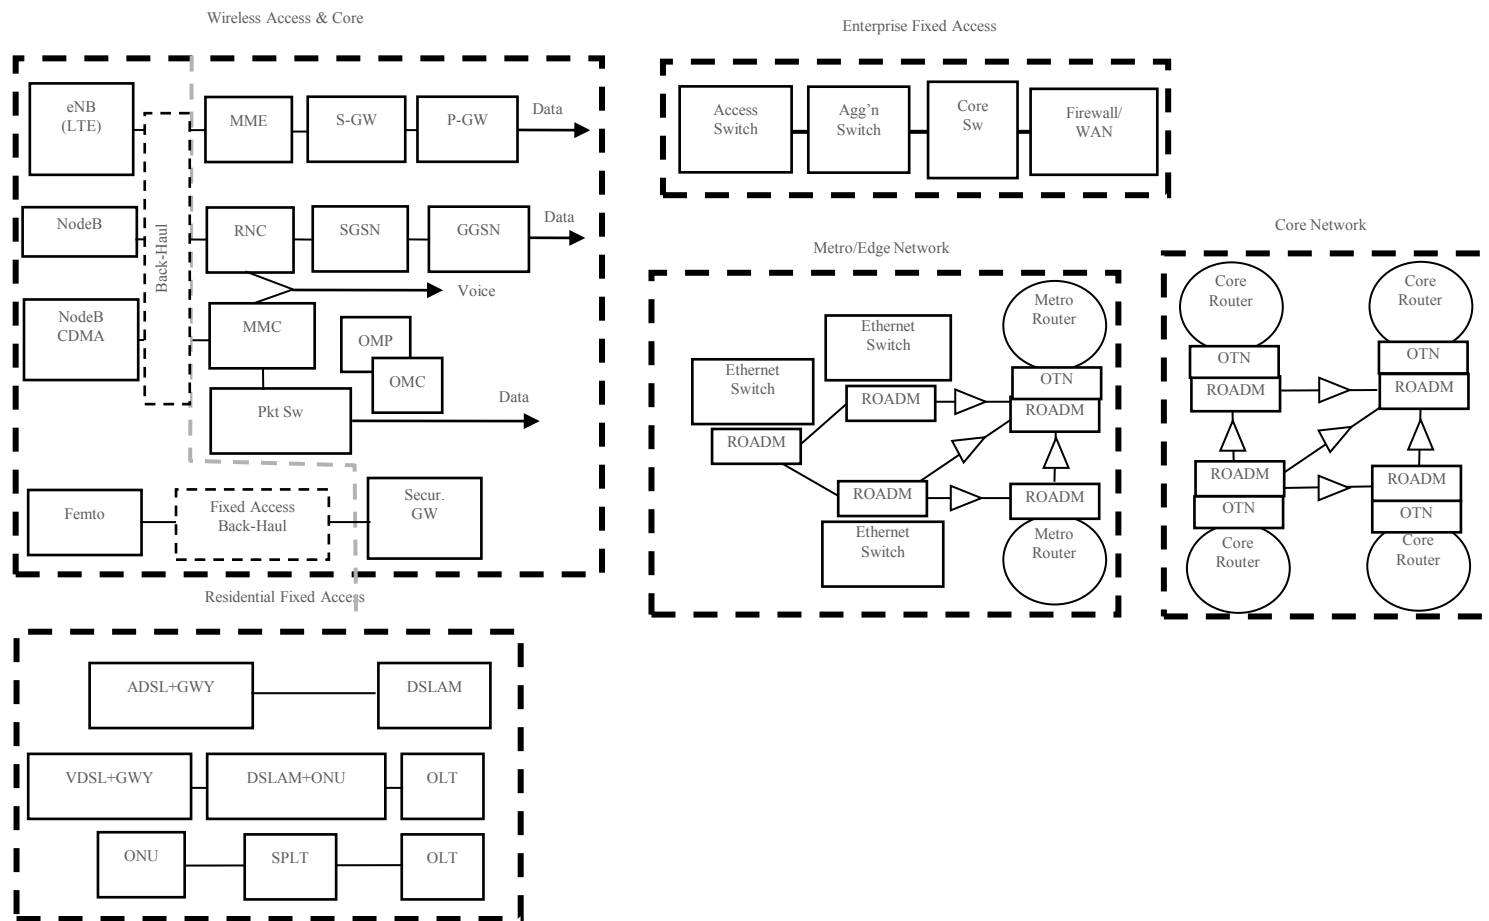 Wireless Access & Core
eNB
(LTE)
MME
S-GW
P-GW
Data
Back-Haul
NodeB
RNC
SGSN
GGSN
Data
Voice
NodeB
CDMA
MMC
OMP
OMC
Pkt Sw
Data
Femto
Fixed Access
Back-Haul
Secur.
GW
Residential Fixed Access
ADSL+GWY
DSLAM
VDSL+GWY
DSLAM+ONU
OLT
ONU
SPLT
OLT
Enterprise Fixed Access
Access
Switch
Agg’n
Switch
Core
Sw
Firewall/
WAN
Metro/Edge Network
Metro
Router
Ethernet
Switch
Ethernet
Switch
OTN
ROADM
ROADM
ROADM
ROADM
ROADM
Ethernet
Switch
Metro
Router
Core Network
Core
Router
Core
Router
OTN
OTN
ROADM
ROADM
ROADM
ROADM
OTN
OTN
Core
Router
Core
Router